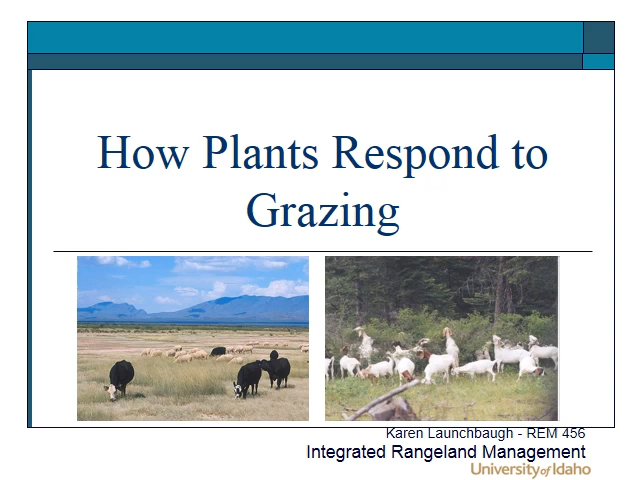 How Plants Respond to
Grazing
Karen Launchbaugh - REM 456
Integrated Rangeland Management
University of Idaho